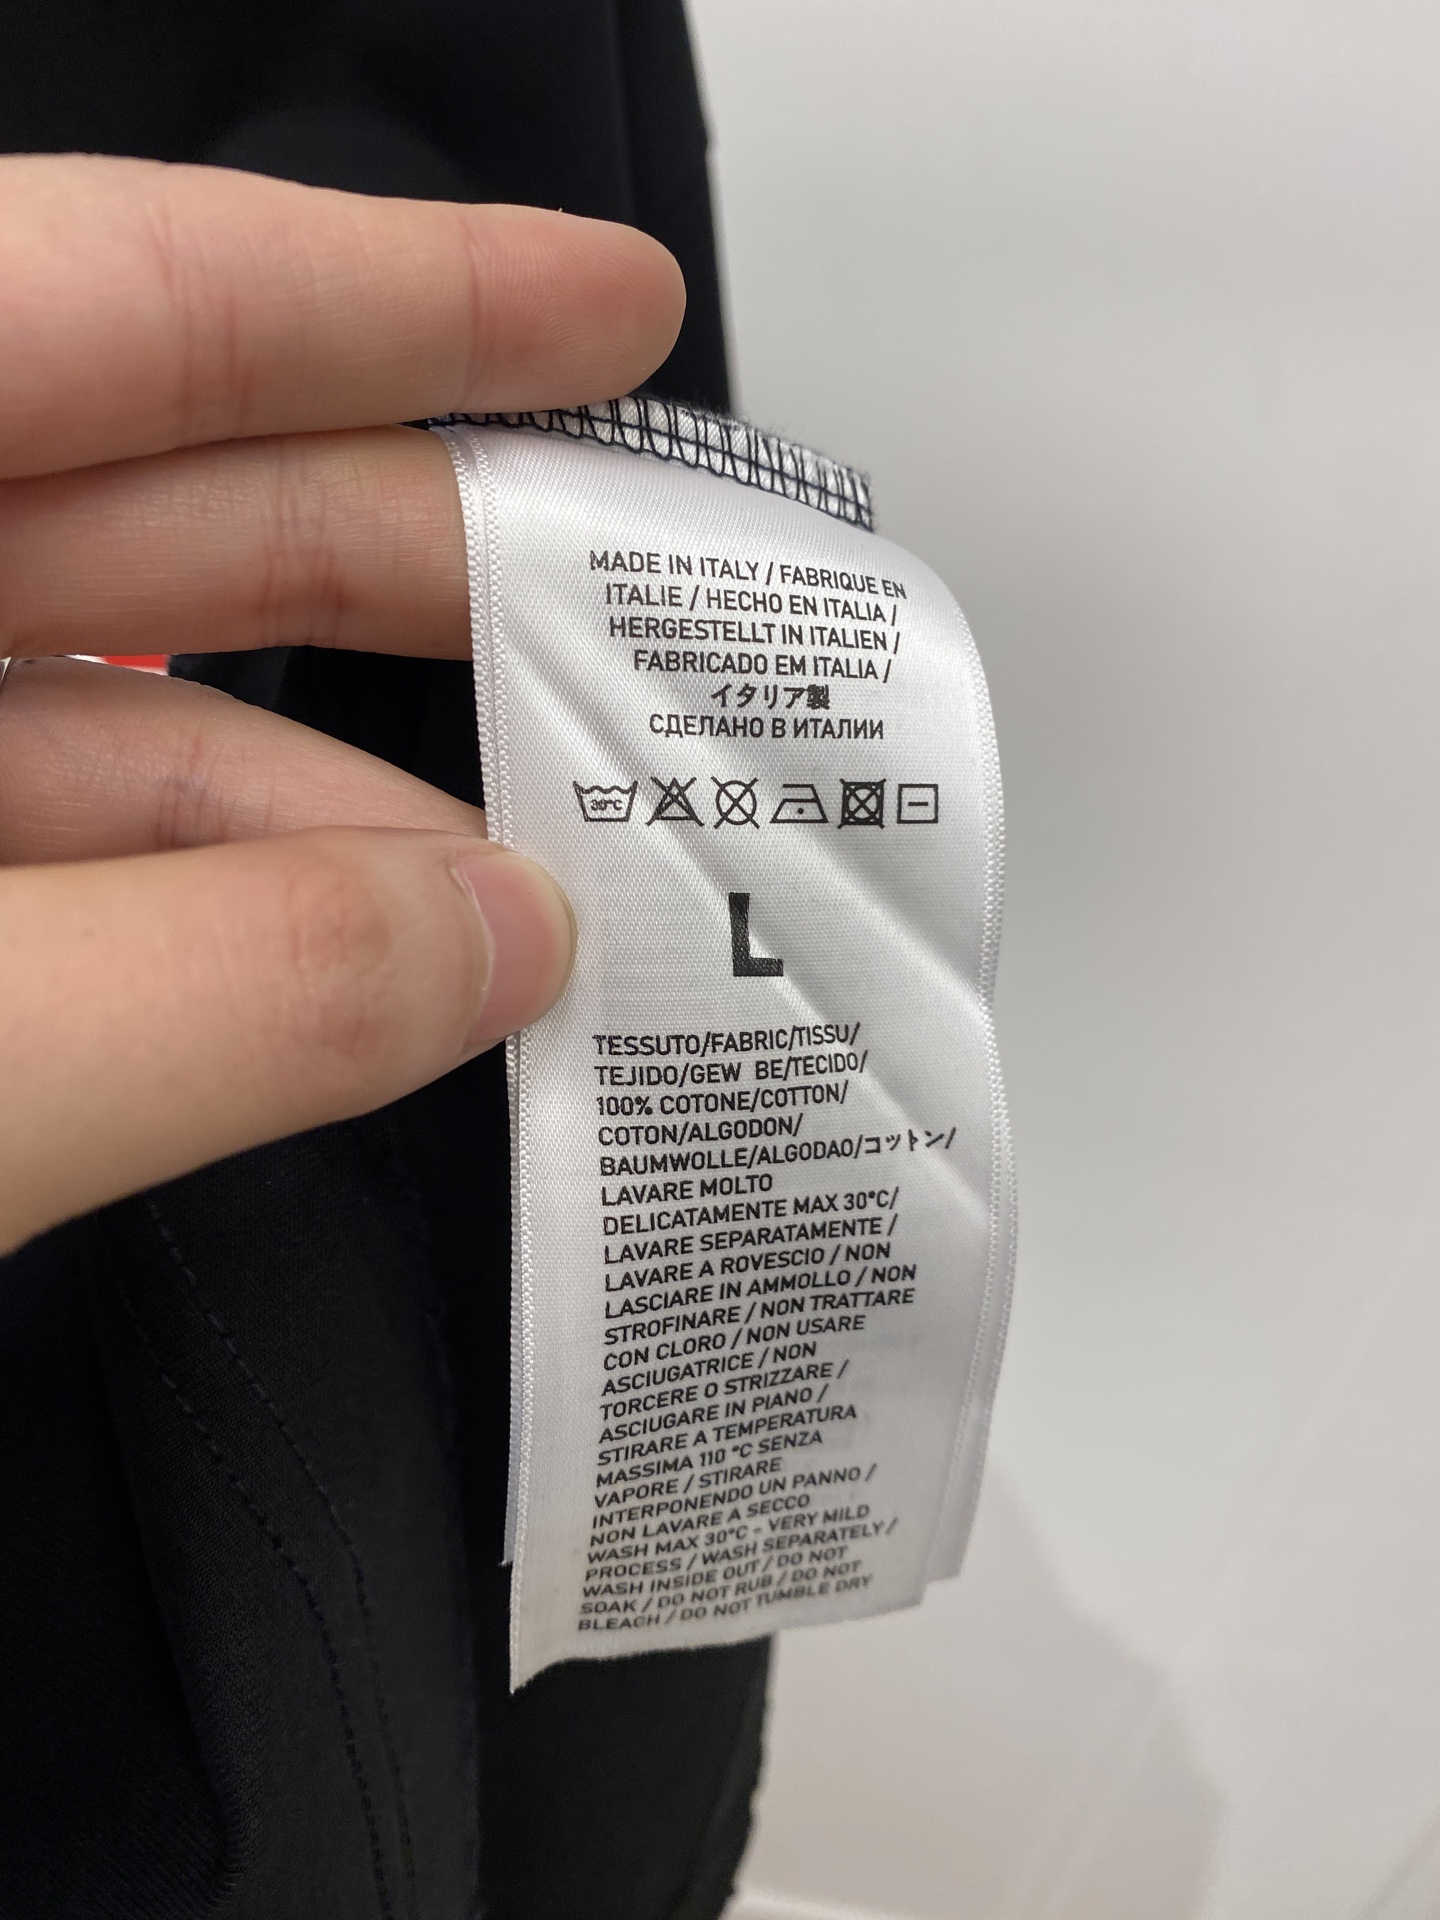 MADE IN ITALY / FABRIQUE EN
ITALIE / HECHO EN ITALIA /
HERGESTELLT IN ITALIEN /
FABRICADO EM ITALIA /
イタリア製
СДЕЛАНО В ИТАЛИИ
30°C
L
TESSUTO/FABRIC/TISSU/
TEJIDO/GEW BE/TECIDO/
100% COTONE/COTTON/
COTON/ALGODON/
BAUMWOLLE/ALGODAO/コットン/
LAVARE MOLTO
DELICATAMENTE MAX 30°C/
LAVARE SEPARATAMENTE /
LAVARE A ROVESCIO / NON
LASCIARE IN AMMOLLO / NON
STROFINARE / NON TRATTARE
CON CLORO / NON USARE
ASCIUGATRICE / NON
TORCERE O STRIZZARE /
ASCIUGARE IN PIANO /
STIRARE A TEMPERATURA
MASSIMA 110 °C SENZA
VAPORE / STIRARE
INTERPONENDO UN PANNO /
NON LAVARE A SECCO
WASH MAX 30°C - VERY MILD
PROCESS / WASH SEPARATELY /
WASH INSIDE OUT / DO NOT
SOAK / DO NOT RUB / DO NOT
BLEACH / DO NOT TUMBLE DRY